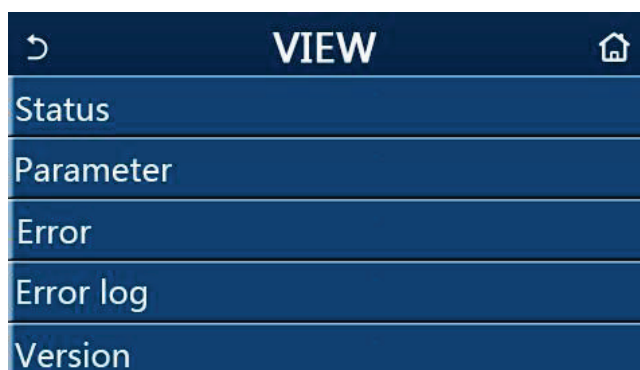 VIEW
Status
Parameter
Error
Error log
Version